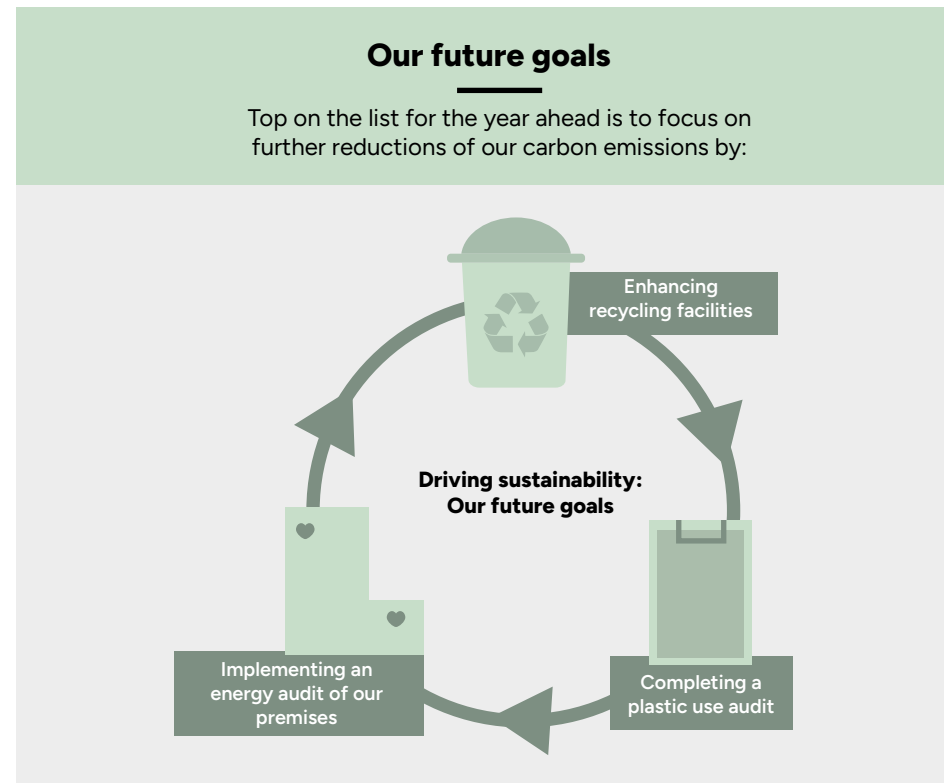 Our future goals
Top on the list for the year ahead is to focus on
further reductions of our carbon emissions by:
Enhancing
recycling facilities
Driving sustainability:
Our future goals
Completing a
plastic use audit
Implementing an
energy audit of our
premises